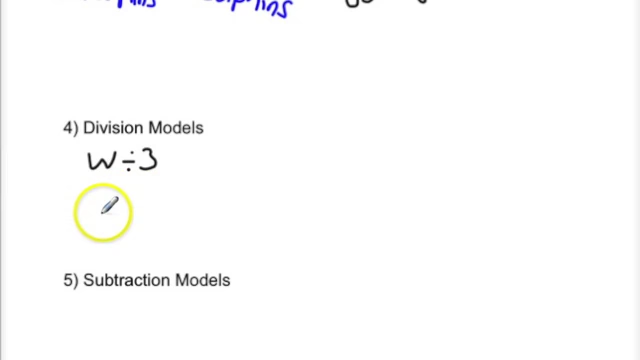 4) Division Models
W ÷ 3
5) Subtraction Models